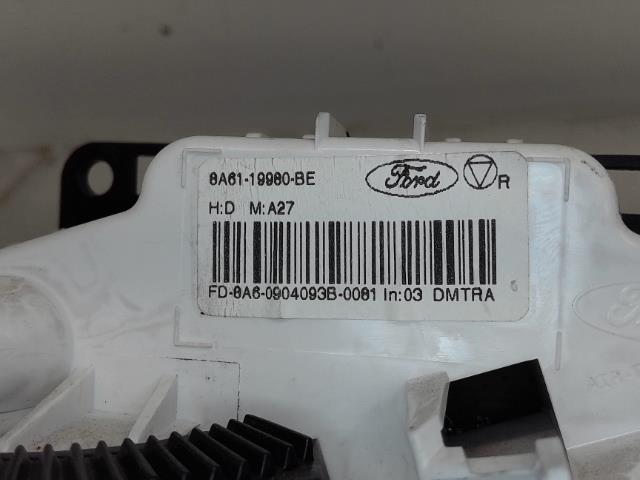 8A61-19980-BE
Ford
R
H:D M:A27
FD-8A6-0904093B-0081 In:03 DMTRA